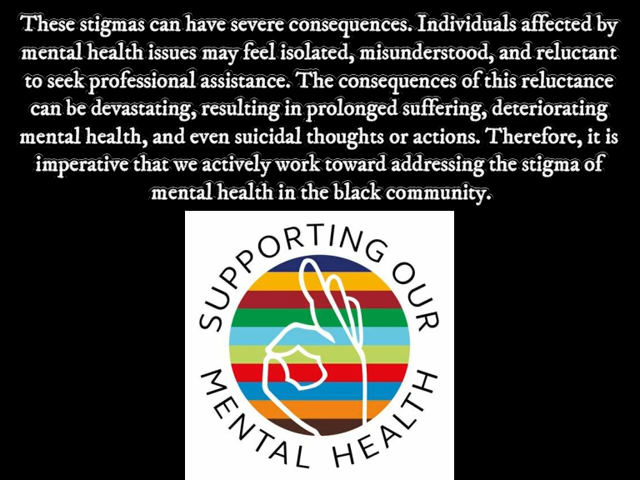 These stigmas can have severe consequences. Individuals affected by
mental health issues may feel isolated, misunderstood, and reluctant
to seek professional assistance. The consequences of this reluctance
can be devastating, resulting in prolonged suffering, deteriorating
mental health, and even suicidal thoughts or actions. Therefore, it is
imperative that we actively work toward addressing the stigma of
mental health in the black community.
SUPPORTING OUR
MENTAL HEALTH